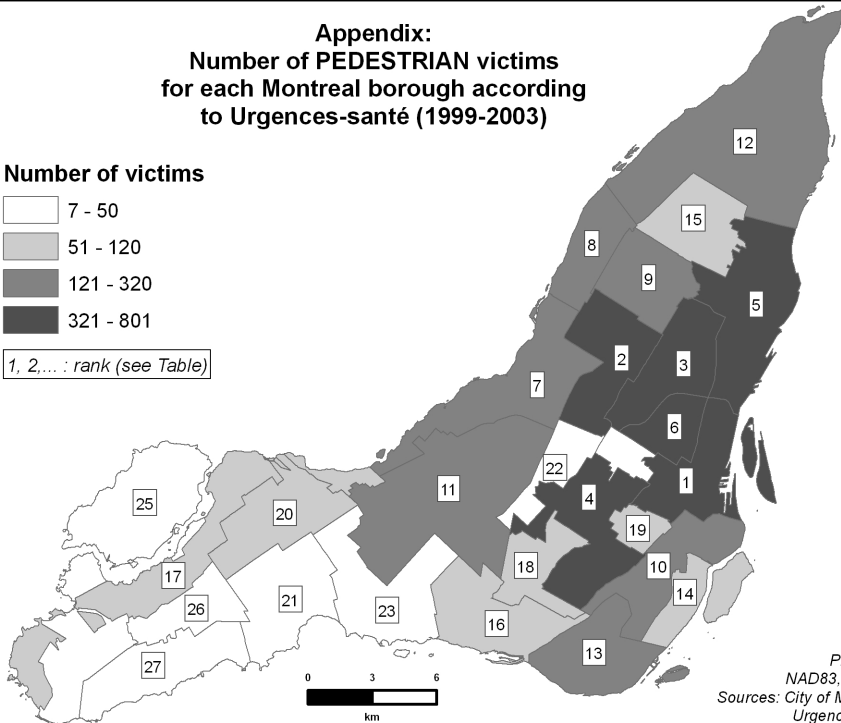 Appendix:
Number of PEDESTRIAN victims
for each Montreal borough according
to Urgences-santé (1999-2003)
Number of victims
7 - 50
51 - 120
121 - 320
321 - 801
1, 2,... : rank (see Table)
12
15
8
9
5
2
3
7
6
22
11
1
4
25
20
19
18
10
17
14
26
21
23
16
13
27
0 3 6
km
NAD83,
Sources: City of